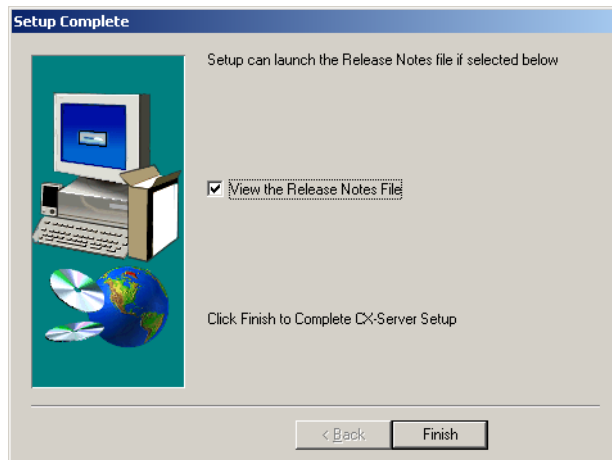 Setup Complete
Setup can launch the Release Notes file if selected below
View the Release Notes File
Click Finish to Complete CX-Server Setup
< Back
Finish